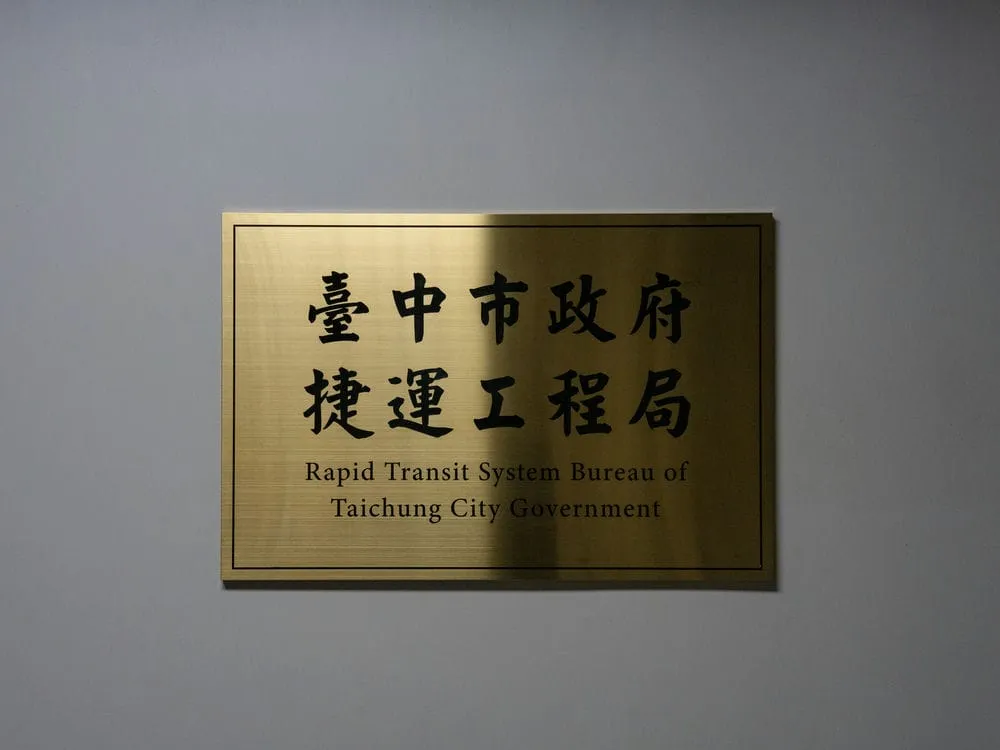 臺中市政府
捷運工程局
Rapid Transit System Bureau of
Taichung City Government